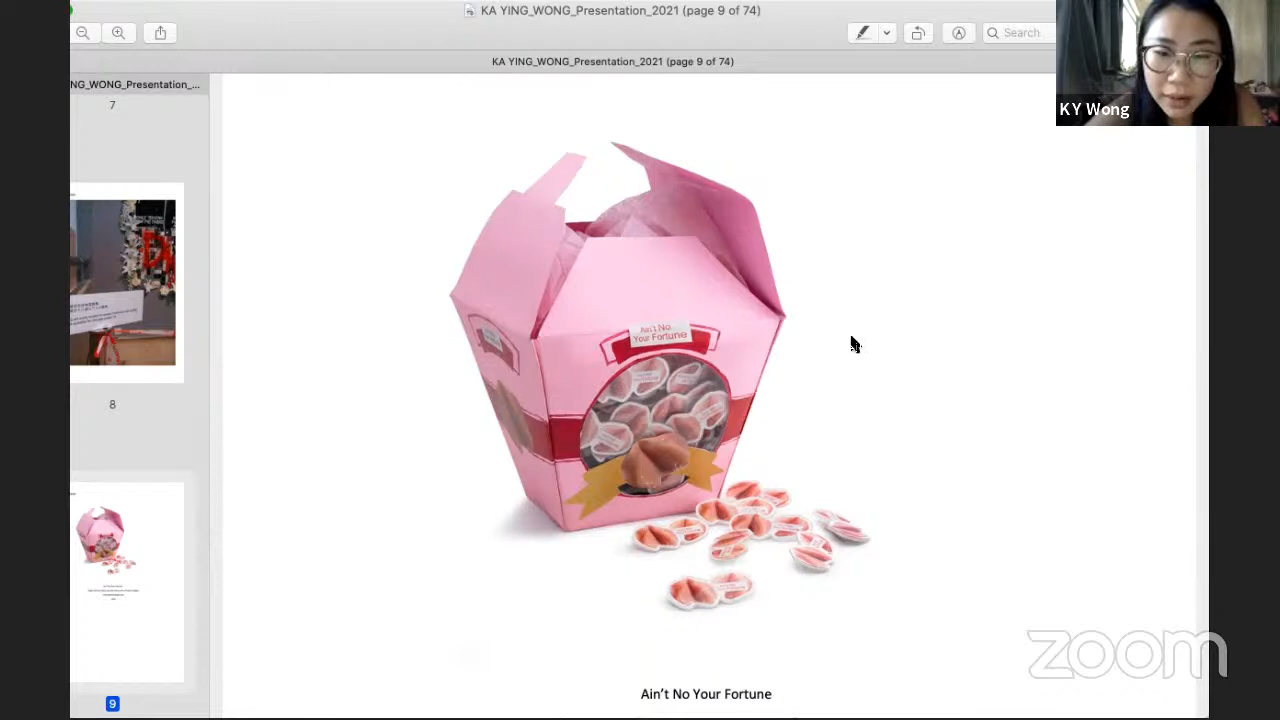 KA YING_WONG_Presentation_2021 (page 9 of 74)
Search
KA YING_WONG_Presentation_2021 (page 9 of 74)
NG_WONG_Presentation_...
7
8
9
KY Wong
Ain't No
Your Fortune
Ain't No Your Fortune
zoom